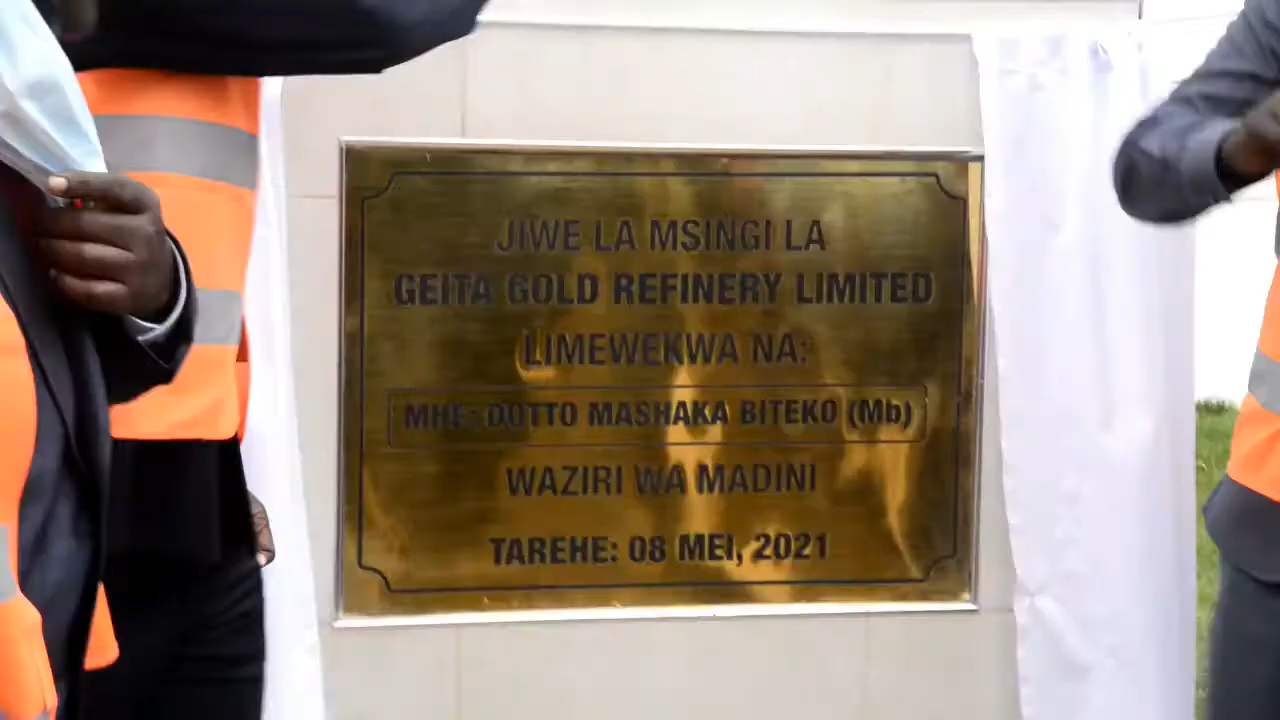 JIWE LA MSINGI LA
GEITA GOLD REFINERY LIMITED
LIMEWEKWA NA:
MHE: DOTTO MASHAKA BITEKO (Mb)
WAZIRI WA MADINI
TAREHE: 08 MEI, 2021